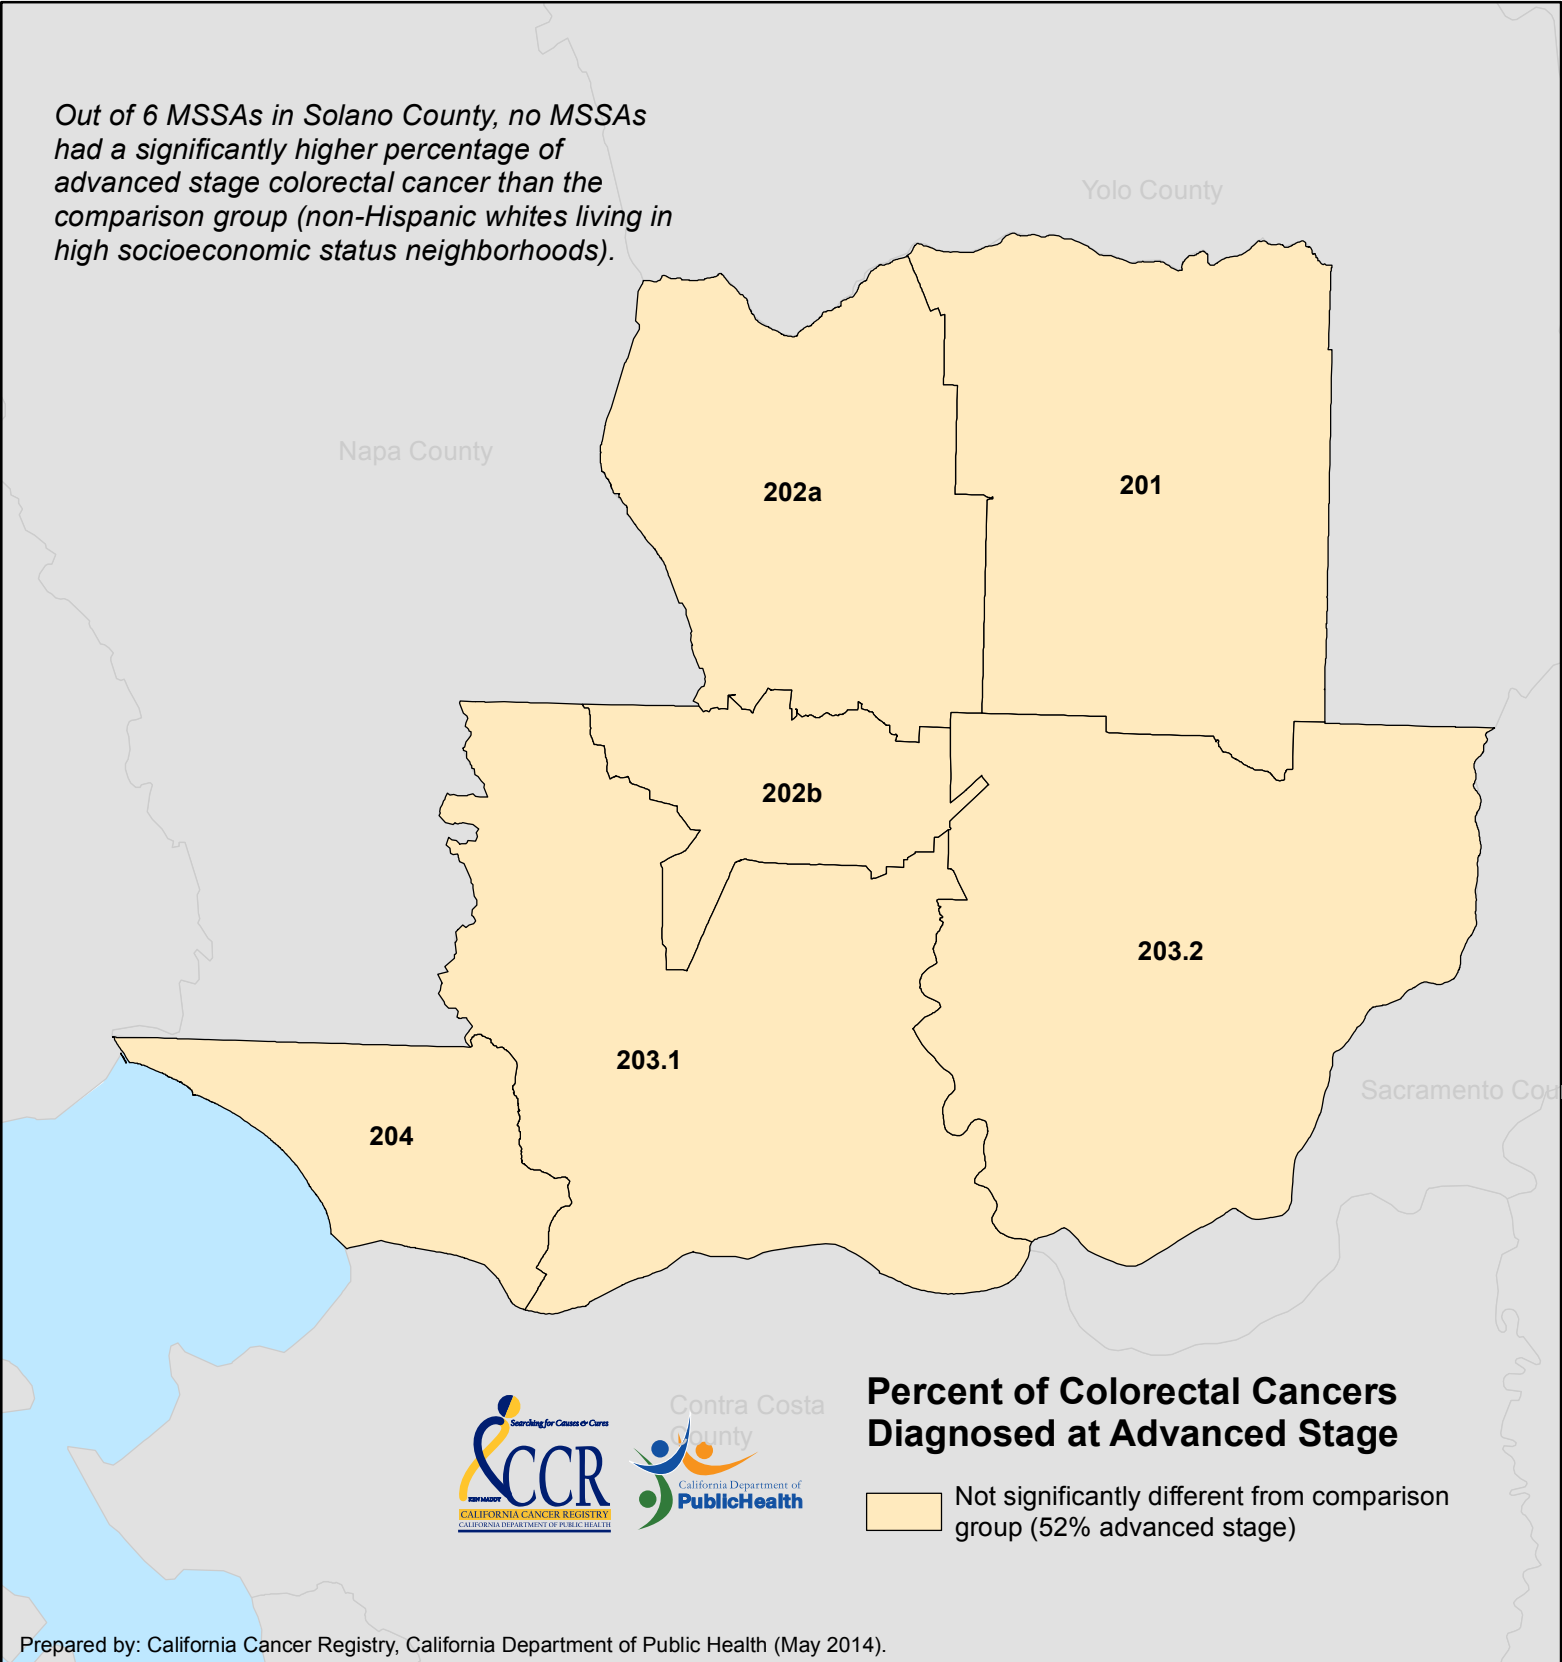 Out of 6 MSSAs in Solano County, no MSSAs
had a significantly higher percentage of
advanced stage colorectal cancer than the
comparison group (non-Hispanic whites living in
high socioeconomic status neighborhoods).
Yolo County
Napa County
202a
201
202b
203.2
203.1
Sacramento Cou
204
Contra Costa
County
Percent of Colorectal Cancers
Diagnosed at Advanced Stage
Not significantly different from comparison
group (52% advanced stage)
Searching for Causes & Cures
KEN MADDY
CCR
CALIFORNIA CANCER REGISTRY
CALIFORNIA DEPARTMENT OF PUBLIC HEALTH
California Department of
PublicHealth
Prepared by: California Cancer Registry, California Department of Public Health (May 2014).